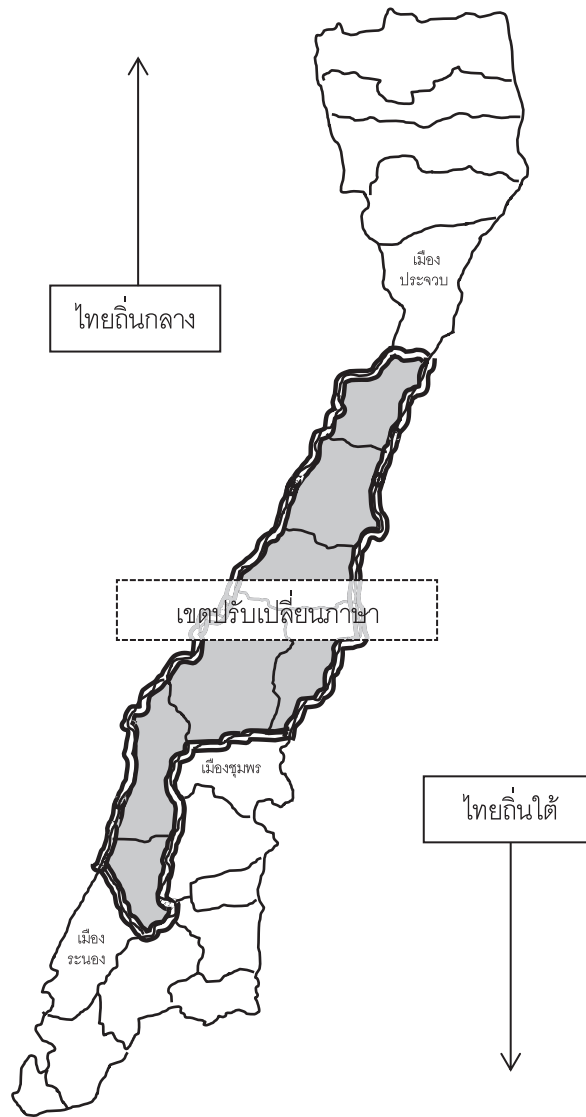 เมือง
ประจวบ
ไทยถิ่นกลาง
เขตปรับเปลี่ยนภาษา
เมืองชุมพร
ไทยถิ่นใต้
เมือง
ระนอง